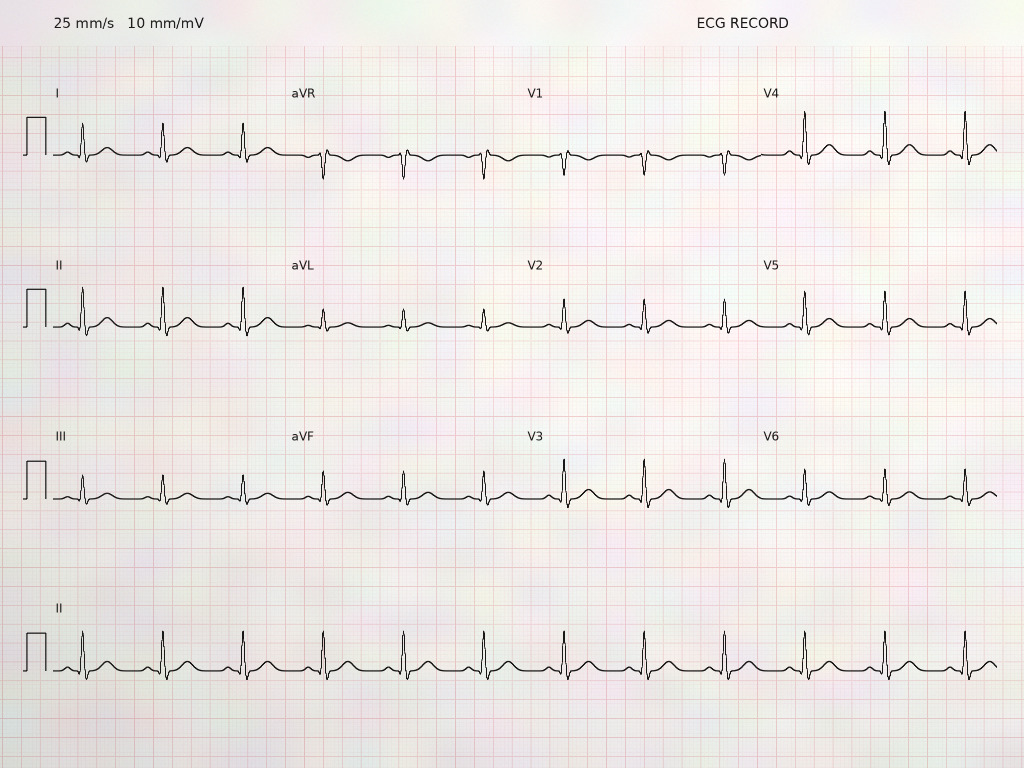 25 mm/s 10 mm/mV ECG RECORD
I aVR V1 V4
II aVL V2 V5
III aVF V3 V6
II